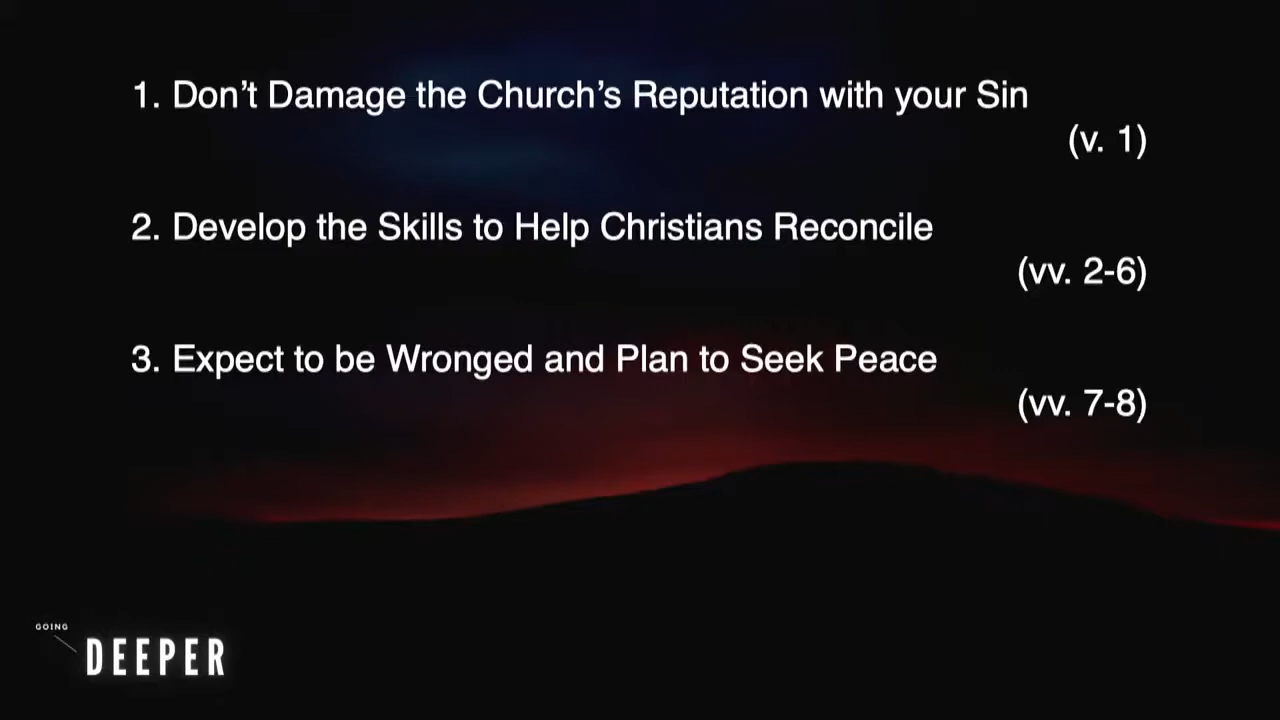 1. Don’t Damage the Church’s Reputation with your Sin
(v. 1)
2. Develop the Skills to Help Christians Reconcile
(vv. 2-6)
3. Expect to be Wronged and Plan to Seek Peace
(vv. 7-8)
GOING
DEEPER